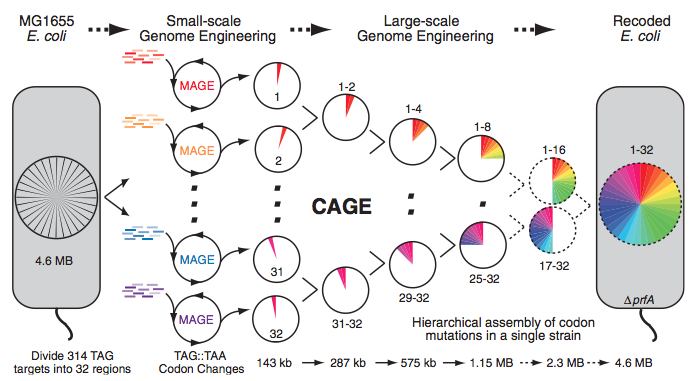 MG1655
E. coli
Small-scale
Genome Engineering
Large-scale
Genome Engineering
Recoded
E. coli
MAGE
1
1-2
1-4
1-8
1-16
1-32
MAGE
2
CAGE
4.6 MB
MAGE
31
29-32
25-32
17-32
MAGE
32
31-32
ΔprfA
Hierarchical assembly of codon
mutations in a single strain
Divide 314 TAG
targets into 32 regions
TAG::TAA
Codon Changes
143 kb
287 kb
575 kb
1.15 MB
2.3 MB
4.6 MB